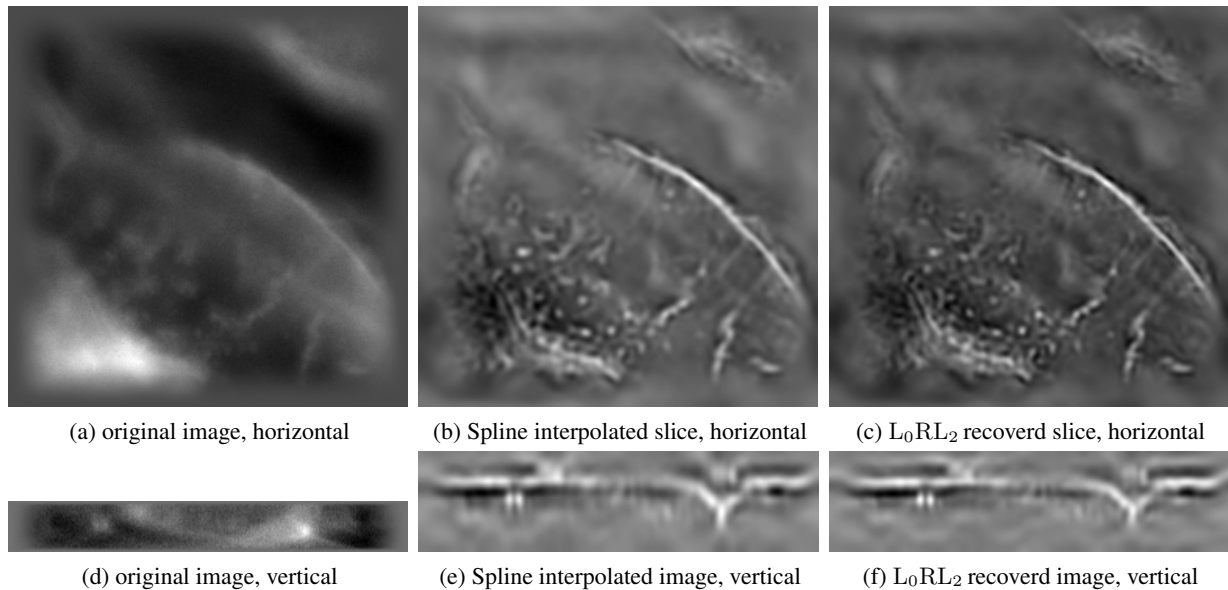 (a) original image, horizontal
(b) Spline interpolated slice, horizontal
(c) L₀RL₂ recoverd slice, horizontal
(d) original image, vertical
(e) Spline interpolated image, vertical
(f) L₀RL₂ recoverd image, vertical